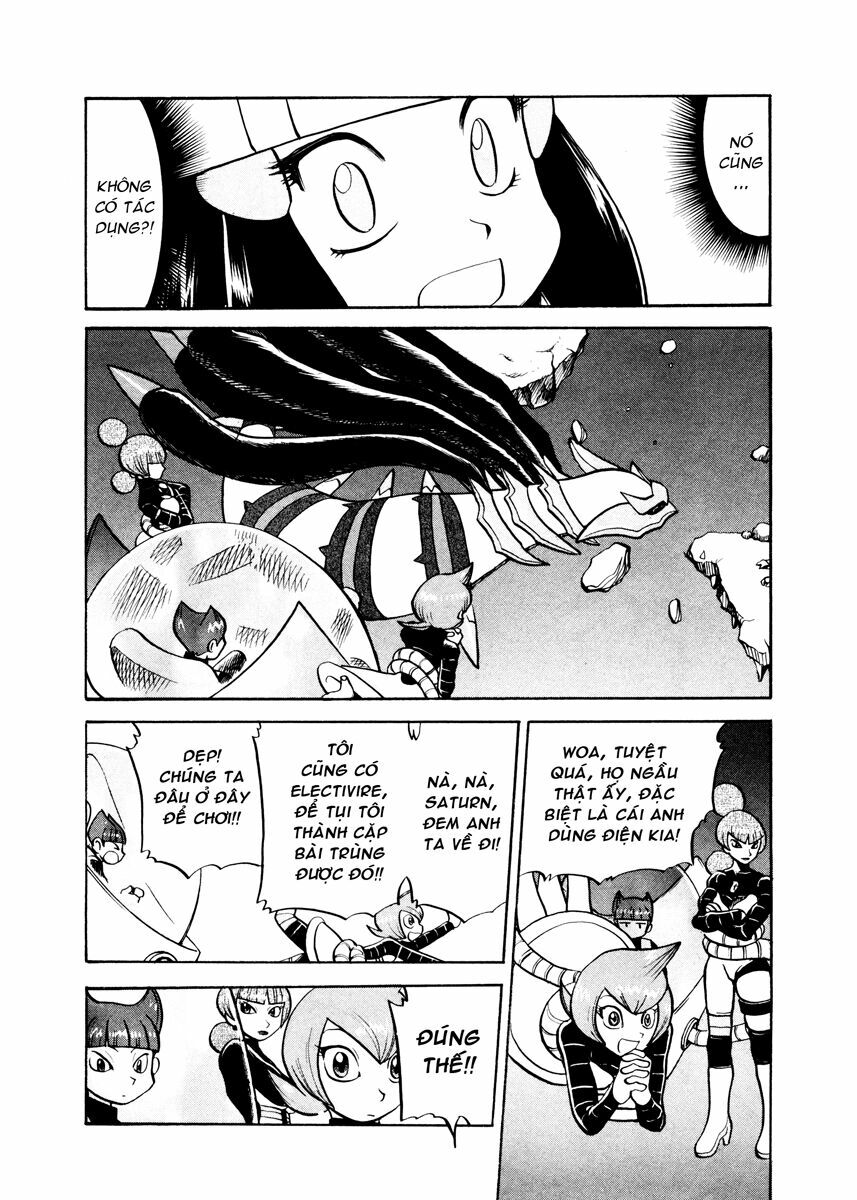 NÓ
CŨNG
...
KHÔNG
CÓ TÁC
DỤNG?!
WOA, TUYỆT
QUÁ, HỌ NGẦU
THẬT ẤY, ĐẶC
BIỆT LÀ CÁI ANH
DÙNG ĐIỆN KIA!
NÀ, NÀ,
SATURN,
ĐEM ANH
TA VỀ ĐI!
TÔI
CŨNG CÓ
ELECTIVIRE,
ĐỂ TỤI TÔI
THÀNH CẶP
BÀI TRÙNG
ĐƯỢC ĐÓ!!
DẸP!
CHÚNG TA
ĐÂU Ở ĐÂY
ĐỂ CHƠI!!
ĐÚNG
THẾ!!